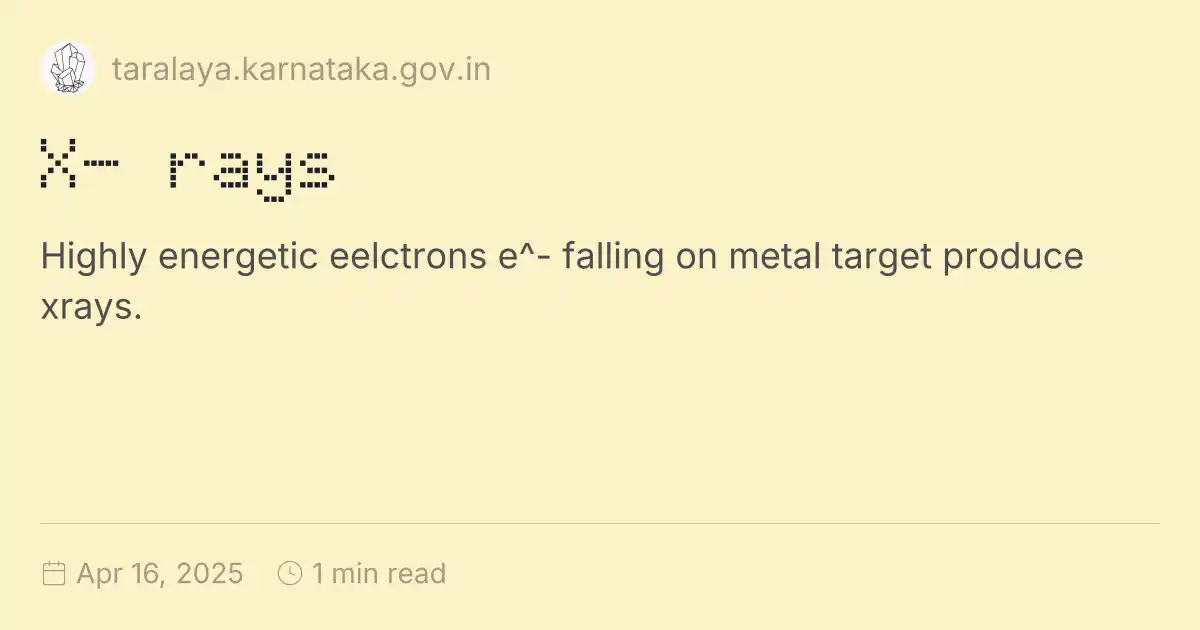 taralaya.karnataka.gov.in
X- rays
Highly energetic eelctrons e^- falling on metal target produce
xrays.
Apr 16, 2025 1 min read